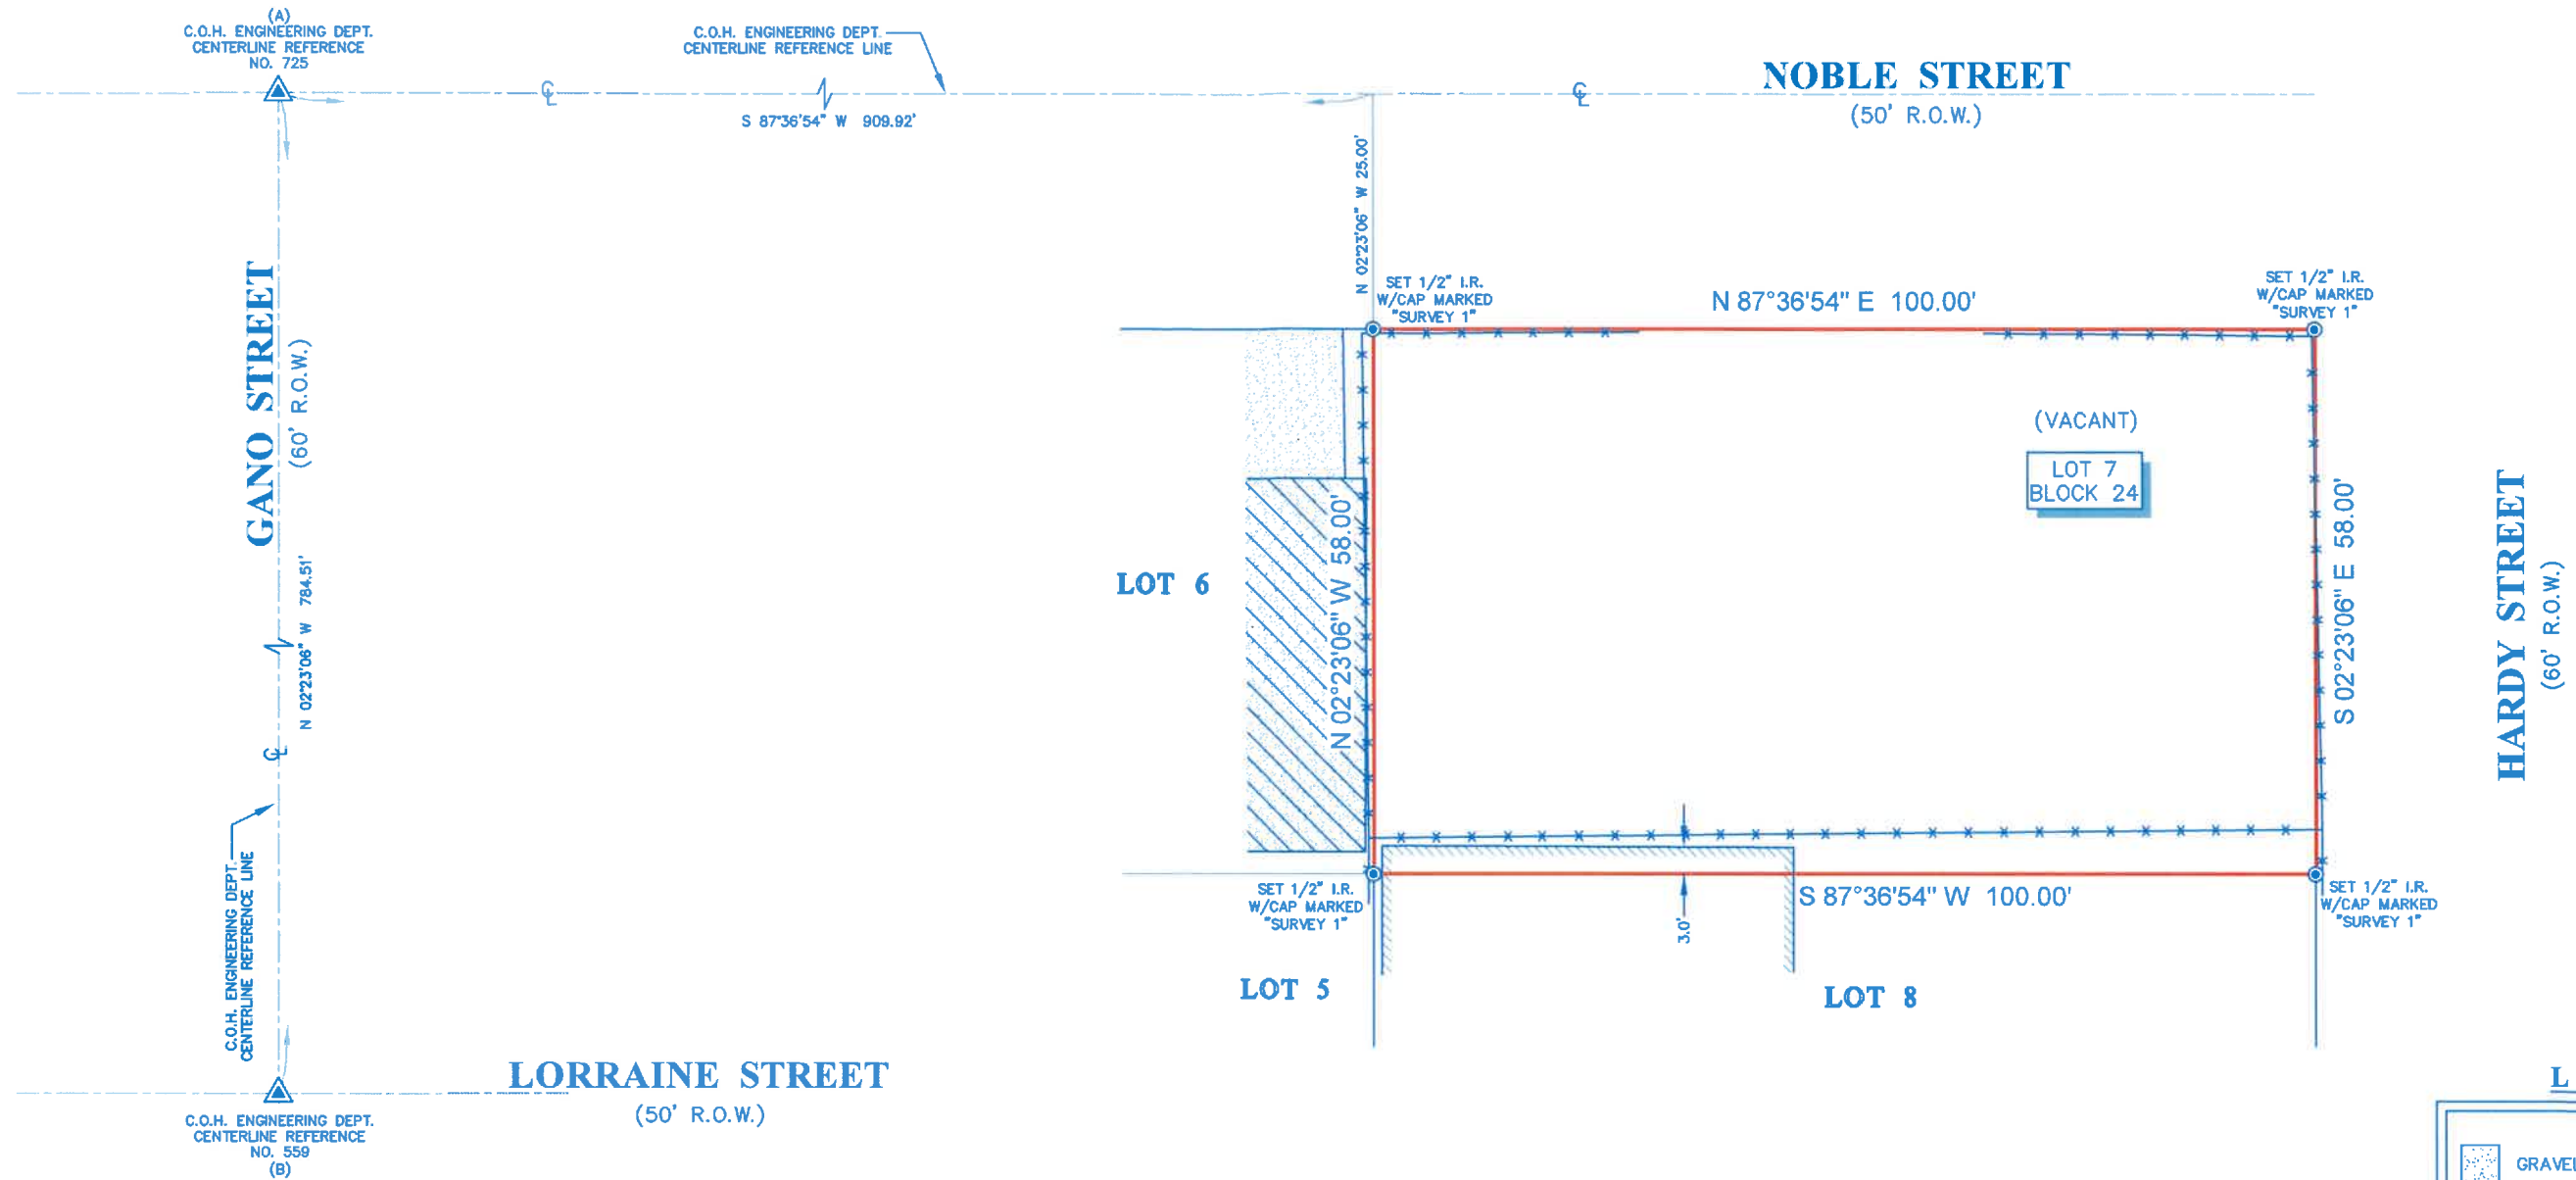 (A)
C.O.H. ENGINEERING DEPT.
CENTERLINE REFERENCE
NO. 725
C.O.H. ENGINEERING DEPT.
CENTERLINE REFERENCE LINE
NOBLE STREET
(50' R.O.W.)
S 87°36'54" W 909.92'
N 02°23'06" W 25.00'
SET 1/2" I.R.
W/CAP MARKED
"SURVEY 1"
N 87°36'54" E 100.00'
SET 1/2" I.R.
W/CAP MARKED
"SURVEY 1"
GANO STREET
(60' R.O.W.)
N 02°23'06" W 784.51'
C.O.H. ENGINEERING DEPT.
CENTERLINE REFERENCE LINE
(VACANT)
LOT 7
BLOCK 24
LOT 6
N 02°23'06" W 58.00'
S 02°23'06" E 58.00'
HARDY STREET
(60' R.O.W.)
SET 1/2" I.R.
W/CAP MARKED
"SURVEY 1"
3.0'
S 87°36'54" W 100.00'
SET 1/2" I.R.
W/CAP MARKED
"SURVEY 1"
LOT 5
LOT 8
LORRAINE STREET
(50' R.O.W.)
C.O.H. ENGINEERING DEPT.
CENTERLINE REFERENCE
NO. 559
(B)
L
GRAVEL